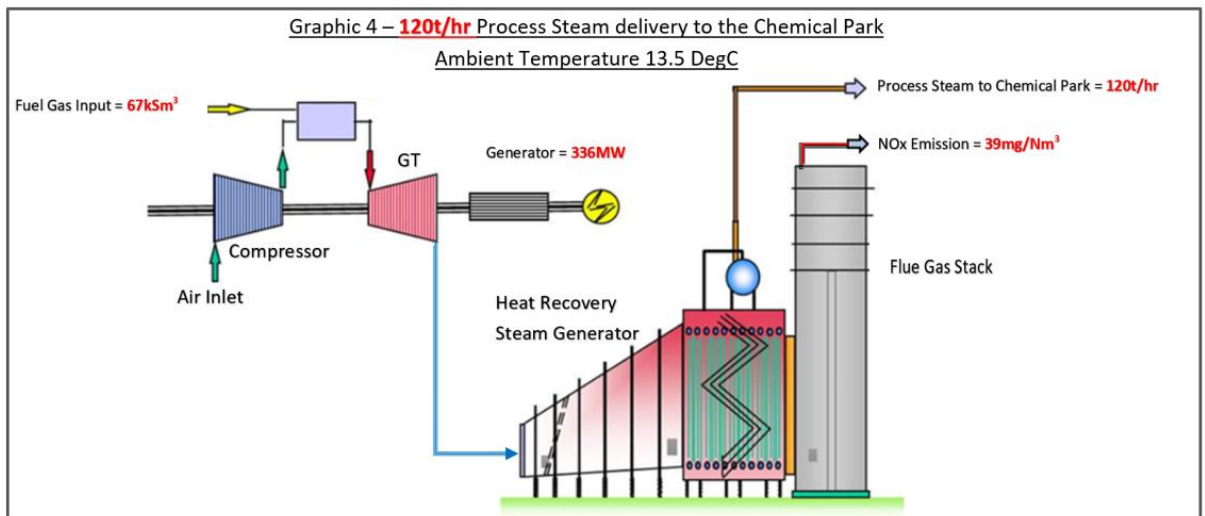 Graphic 4 – 120t/hr Process Steam delivery to the Chemical Park
Ambient Temperature 13.5 DegC
Process Steam to Chemical Park = 120t/hr
Fuel Gas Input = 67kSm³
NOx Emission = 39mg/Nm³
GT
Generator = 336MW
Compressor
Air Inlet
Flue Gas Stack
Heat Recovery
Steam Generator